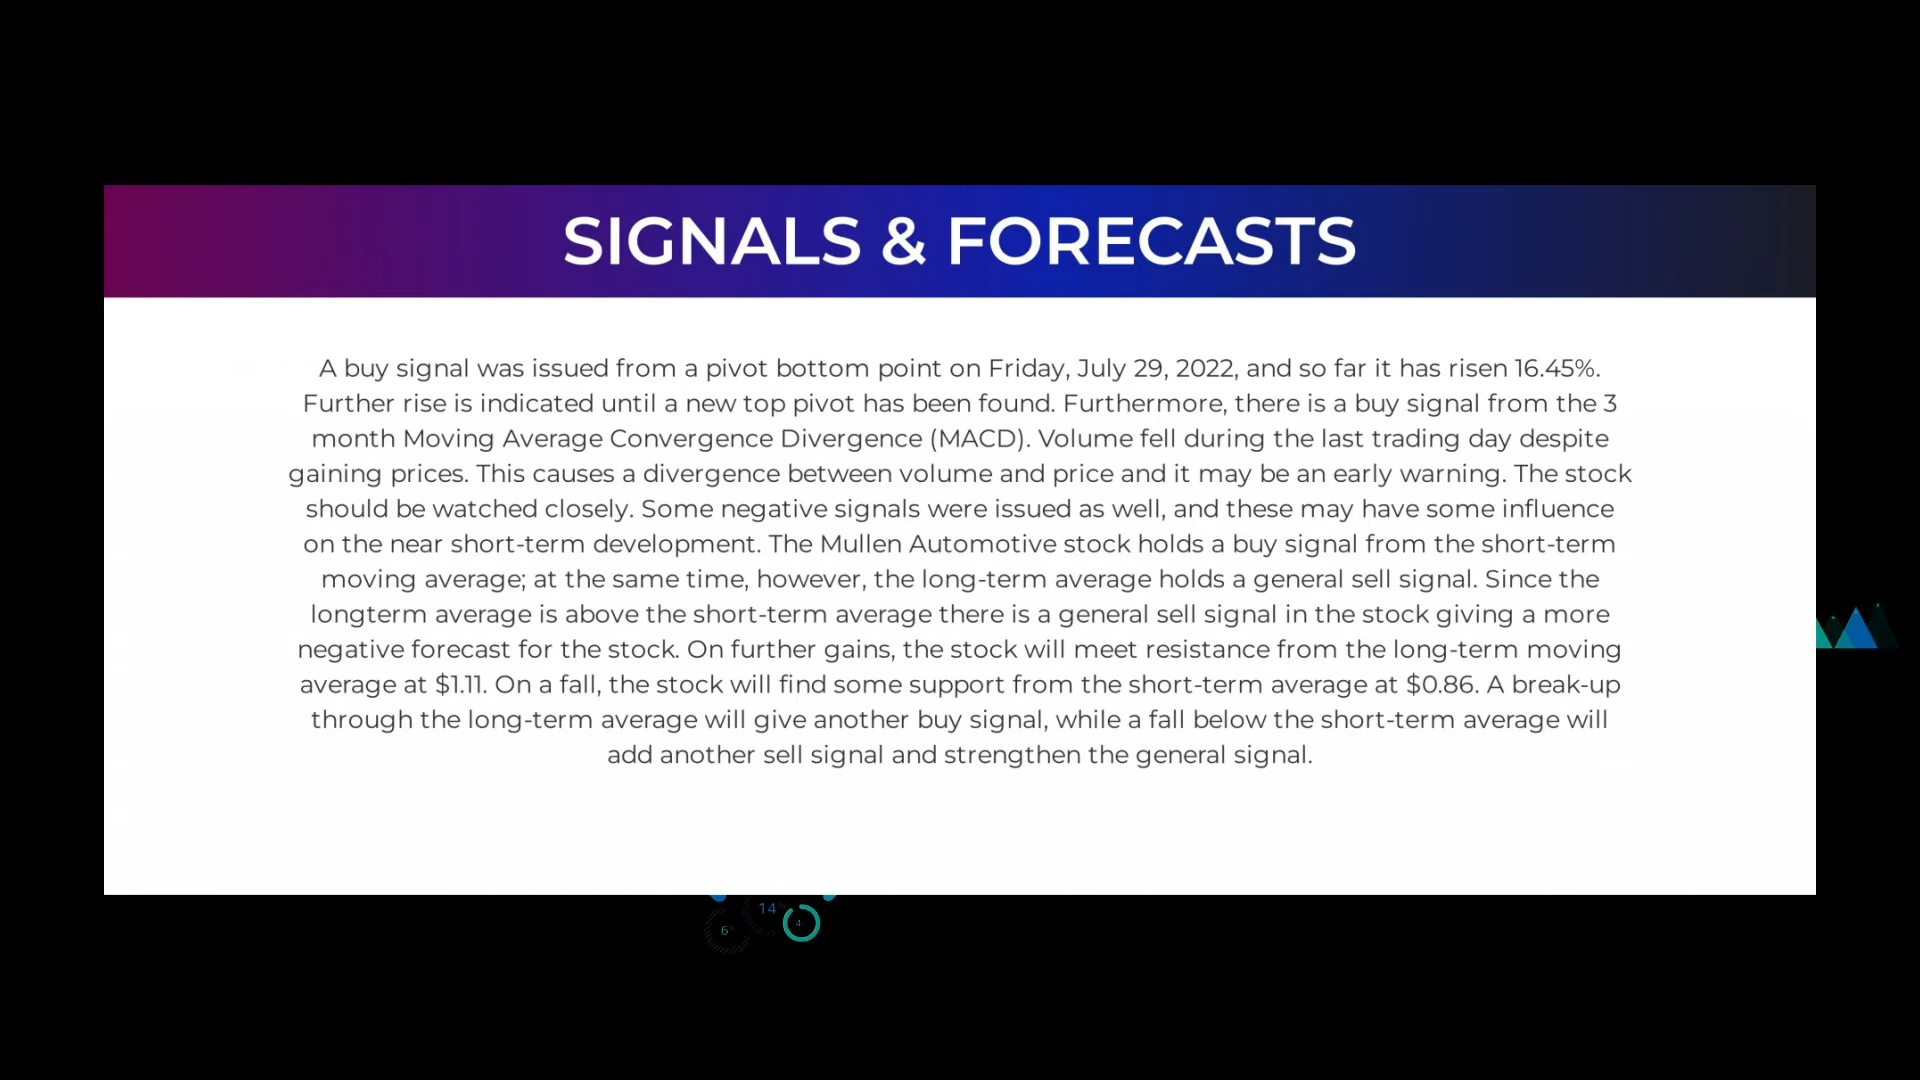 SIGNALS & FORECASTS
A buy signal was issued from a pivot bottom point on Friday, July 29, 2022, and so far it has risen 16.45%.
Further rise is indicated until a new top pivot has been found. Furthermore, there is a buy signal from the 3
month Moving Average Convergence Divergence (MACD). Volume fell during the last trading day despite
gaining prices. This causes a divergence between volume and price and it may be an early warning. The stock
should be watched closely. Some negative signals were issued as well, and these may have some influence
on the near short-term development. The Mullen Automotive stock holds a buy signal from the short-term
moving average; at the same time, however, the long-term average holds a general sell signal. Since the
longterm average is above the short-term average there is a general sell signal in the stock giving a more
negative forecast for the stock. On further gains, the stock will meet resistance from the long-term moving
average at $1.11. On a fall, the stock will find some support from the short-term average at $0.86. A break-up
through the long-term average will give another buy signal, while a fall below the short-term average will
add another sell signal and strengthen the general signal.
14
6
4